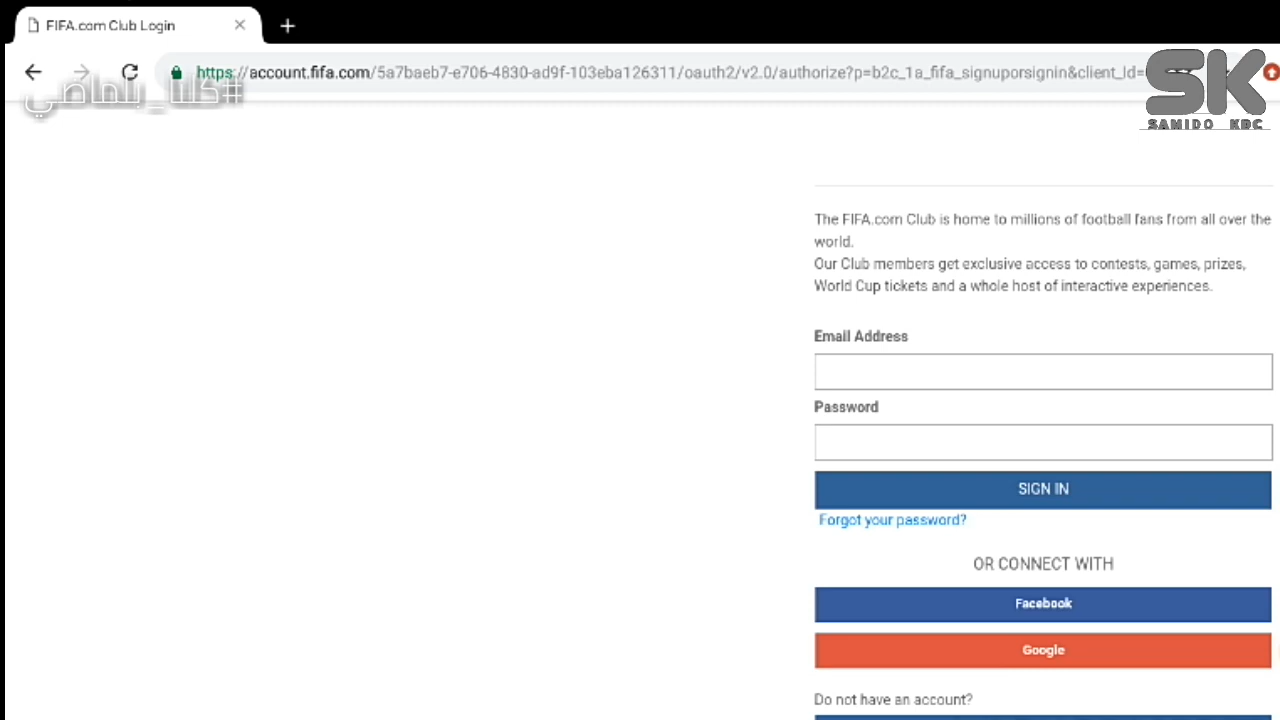 FIFA.com Club Login
https://account.fifa.com/5a7baeb7-e706-4830-ad9f-103eba126311/oauth2/v2.0/authorize?p=b2c_1a_fifa_signuporsignin&client_Id=
#كلنا_بلماضي
SK
SAMIDO KBC
The FIFA.com Club is home to millions of football fans from all over the
world.
Our Club members get exclusive access to contests, games, prizes,
World Cup tickets and a whole host of interactive experiences.
Email Address
Password
SIGN IN
Forgot your password?
OR CONNECT WITH
Facebook
Google
Do not have an account?